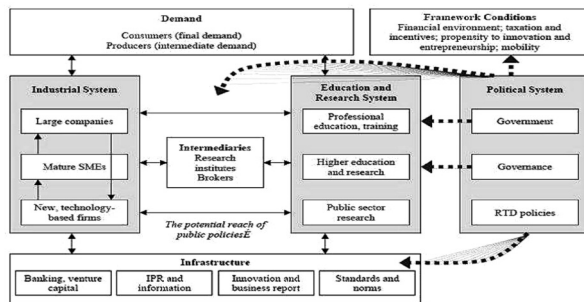 Demand
Consumers (final demand)
Producers (intermediate demand)
Framework Conditions
Financial environment; taxation and
incentives; propensity to innovation and
entrepreneurship; mobility
Industrial System
Large companies
Mature SMEs
New, technology-
based firms
Intermediaries
Research
institutes
Brokers
The potential reach of
public policiesÉ
Education and
Research System
Professional
education, training
Higher education
and research
Public sector
research
Political System
Government
Governance
RTD policies
Infrastructure
Banking, venture
capital
IPR and
information
Innovation and
business report
Standards and
norms